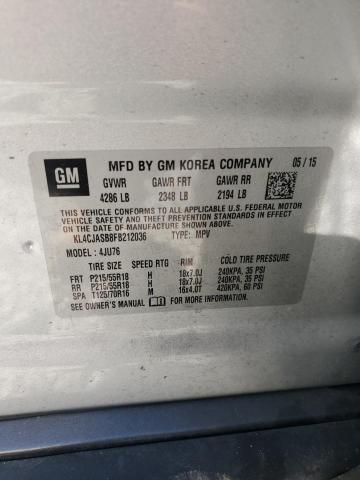 GM
MFD BY GM KOREA COMPANY 05/15
GVWR GAWR FRT GAWR RR
4286 LB 2348 LB 2194 LB
THIS VEHICLE CONFORMS TO ALL APPLICABLE U.S. FEDERAL MOTOR
VEHICLE SAFETY, BUMPER, AND THEFT PREVENTION STANDARDS IN
EFFECT ON THE DATE OF MANUFACTURE SHOWN ABOVE.
KL4CJASB8FB212036 TYPE: MPV
MODEL: 4JU76
TIRE SIZE SPEED RTG RIM COLD TIRE PRESSURE
FRT P215/55R18 H 18x7.0J 240KPA, 35 PSI
RR P215/55R18 H 18x7.0J 240KPA, 35 PSI
SPA T125/70R16 M 16x4.0T 420KPA, 60 PSI
SEE OWNER'S MANUAL FOR ADDITIONAL INFORMATION.